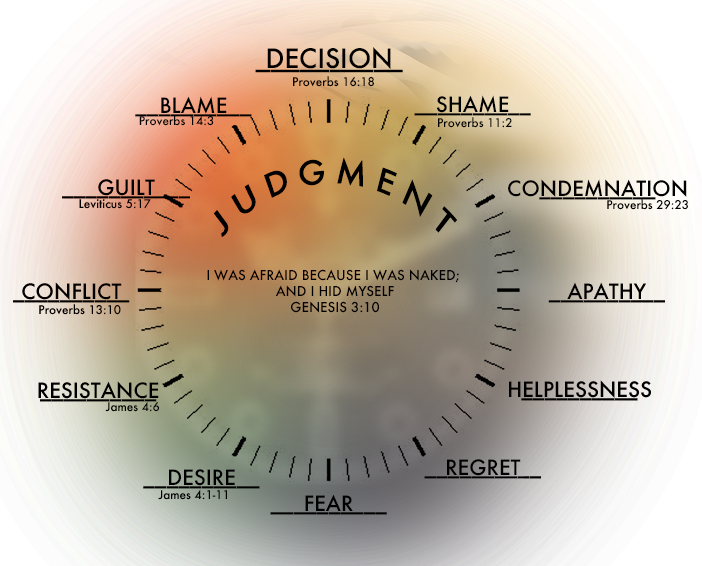 DECISION
Proverbs 16:18
BLAME
Proverbs 14:3
SHAME
Proverbs 11:2
GUILT
Leviticus 5:17
CONDEMNATION
Proverbs 29:23
JUDGMENT
I WAS AFRAID BECAUSE I WAS NAKED;
AND I HID MYSELF
GENESIS 3:10
CONFLICT
Proverbs 13:10
APATHY
RESISTANCE
James 4:6
HELPLESSNESS
DESIRE
James 4:1-11
REGRET
FEAR